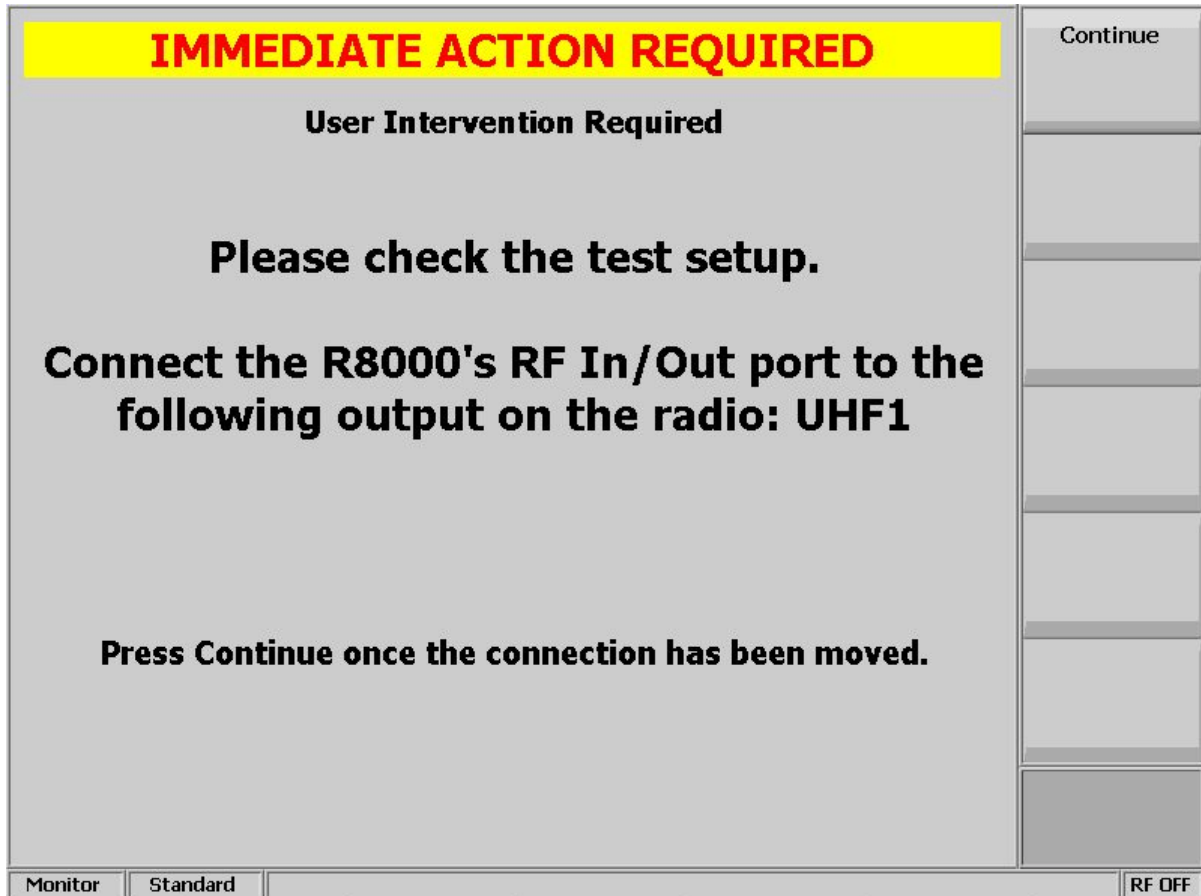 IMMEDIATE ACTION REQUIRED
Continue
User Intervention Required
Please check the test setup.
Connect the R8000's RF In/Out port to the
following output on the radio: UHF1
Press Continue once the connection has been moved.
Monitor
Standard
RF OFF